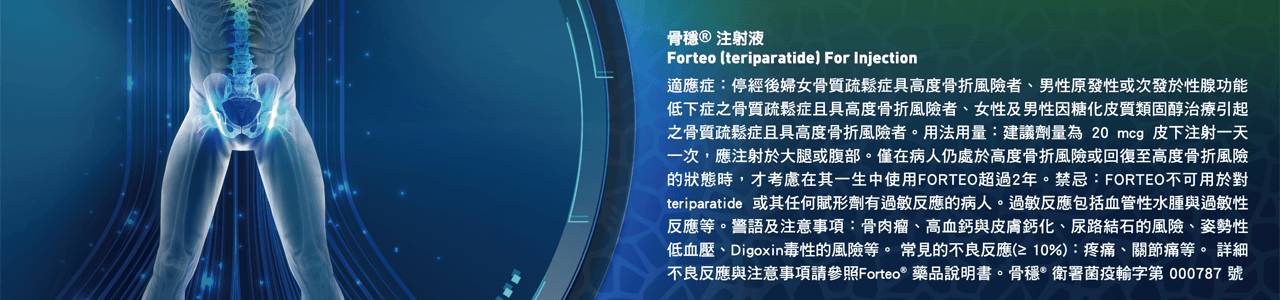 骨穩® 注射液
Forteo (teriparatide) For Injection
適應症：停經後婦女骨質疏鬆症具高度骨折風險者、男性原發性或次發於性腺功能
低下症之骨質疏鬆症且具高度骨折風險者、女性及男性因糖化皮質類固醇治療引起
之骨質疏鬆症且具高度骨折風險者。用法用量：建議劑量為 20 mcg 皮下注射一天
一次，應注射於大腿或腹部。僅在病人仍處於高度骨折風險或回復至高度骨折風險
的狀態時，才考慮在其一生中使用FORTEO超過2年。禁忌：FORTEO不可用於對
teriparatide 或其任何賦形劑有過敏反應的病人。過敏反應包括血管性水腫與過敏性
反應等。警語及注意事項：骨肉瘤、高血鈣與皮膚鈣化、尿路結石的風險、姿勢性
低血壓、Digoxin毒性的風險等。 常見的不良反應(≥ 10%)：疼痛、關節痛等。 詳細
不良反應與注意事項請參照Forteo® 藥品說明書。骨穩® 衛署菌疫輸字第 000787 號